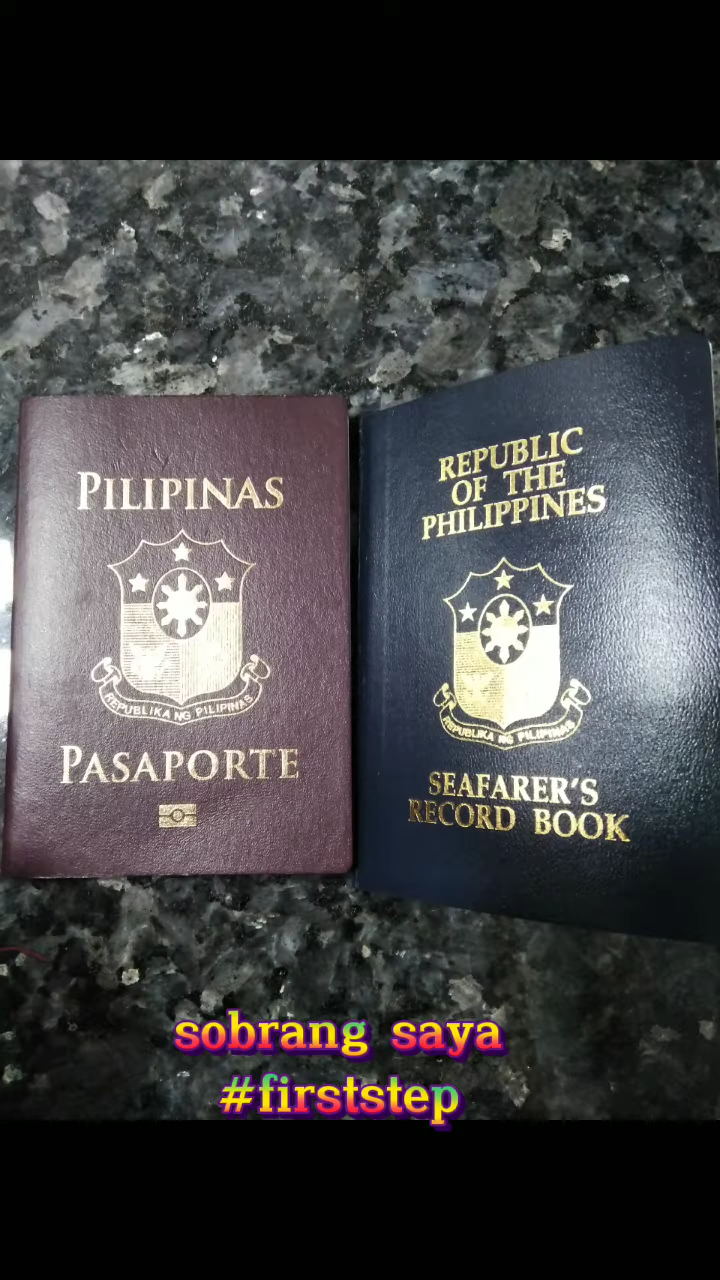 PILIPINAS
REPUBLIKA NG PILIPINAS
PASAPORTE
REPUBLIC
OF THE
PHILIPPINES
REPUBLIKA NG PILIPINAS
SEAFARER'S
RECORD BOOK
sobrang saya
#firststep